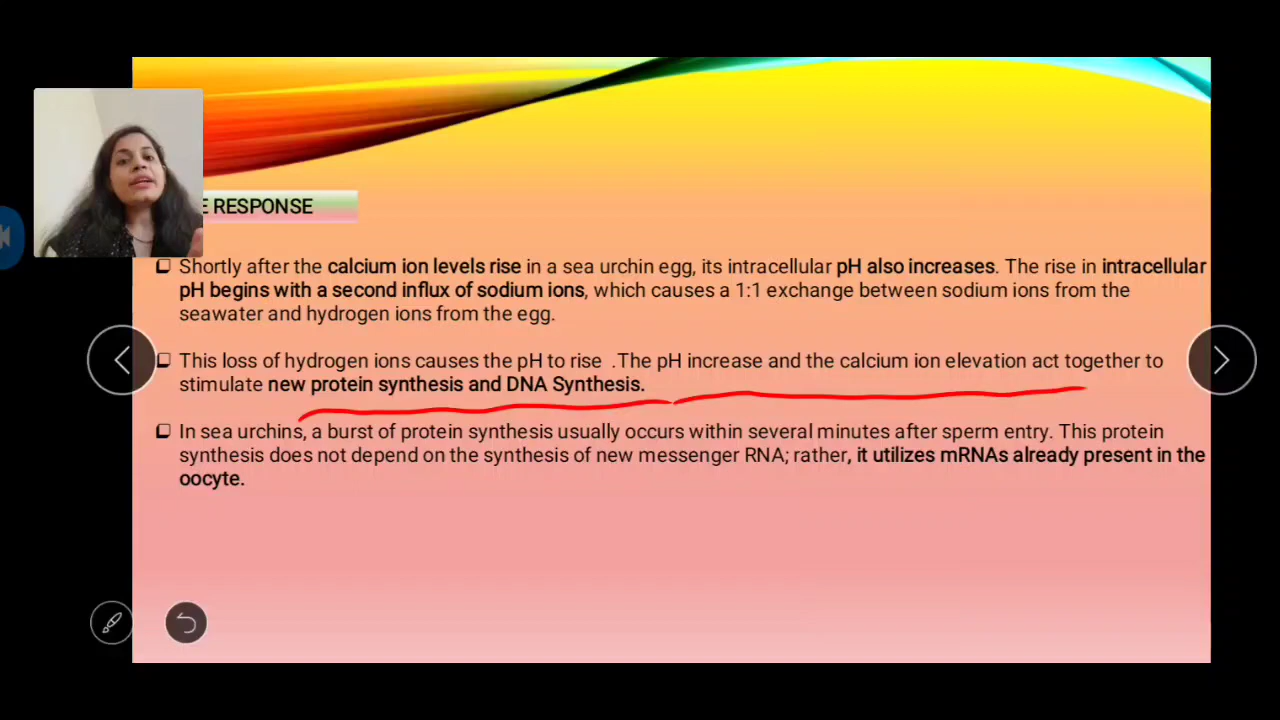 E RESPONSE
Shortly after the calcium ion levels rise in a sea urchin egg, its intracellular pH also increases. The rise in intracellular
pH begins with a second influx of sodium ions, which causes a 1:1 exchange between sodium ions from the
seawater and hydrogen ions from the egg.
This loss of hydrogen ions causes the pH to rise .The pH increase and the calcium ion elevation act together to
stimulate new protein synthesis and DNA Synthesis.
In sea urchins, a burst of protein synthesis usually occurs within several minutes after sperm entry. This protein
synthesis does not depend on the synthesis of new messenger RNA; rather, it utilizes mRNAs already present in the
oocyte.